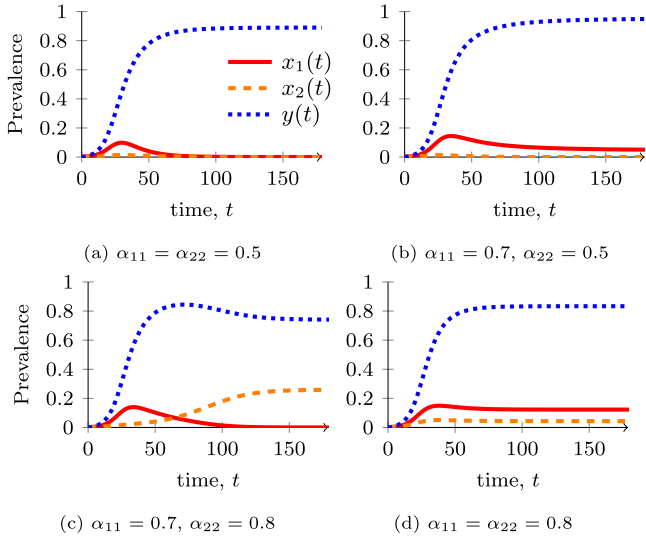 1
0.8
0.6
0.4
0.2
0
Prevalence
0 50 100 150
time, t
x₁(t)
x₂(t)
y(t)
(a) α₁₁ = α₂₂ = 0.5
1
0.8
0.6
0.4
0.2
0
0 50 100 150
time, t
(b) α₁₁ = 0.7, α₂₂ = 0.5
1
0.8
0.6
0.4
0.2
0
Prevalence
0 50 100 150
time, t
(c) α₁₁ = 0.7, α₂₂ = 0.8
1
0.8
0.6
0.4
0.2
0
0 50 100 150
time, t
(d) α₁₁ = α₂₂ = 0.8